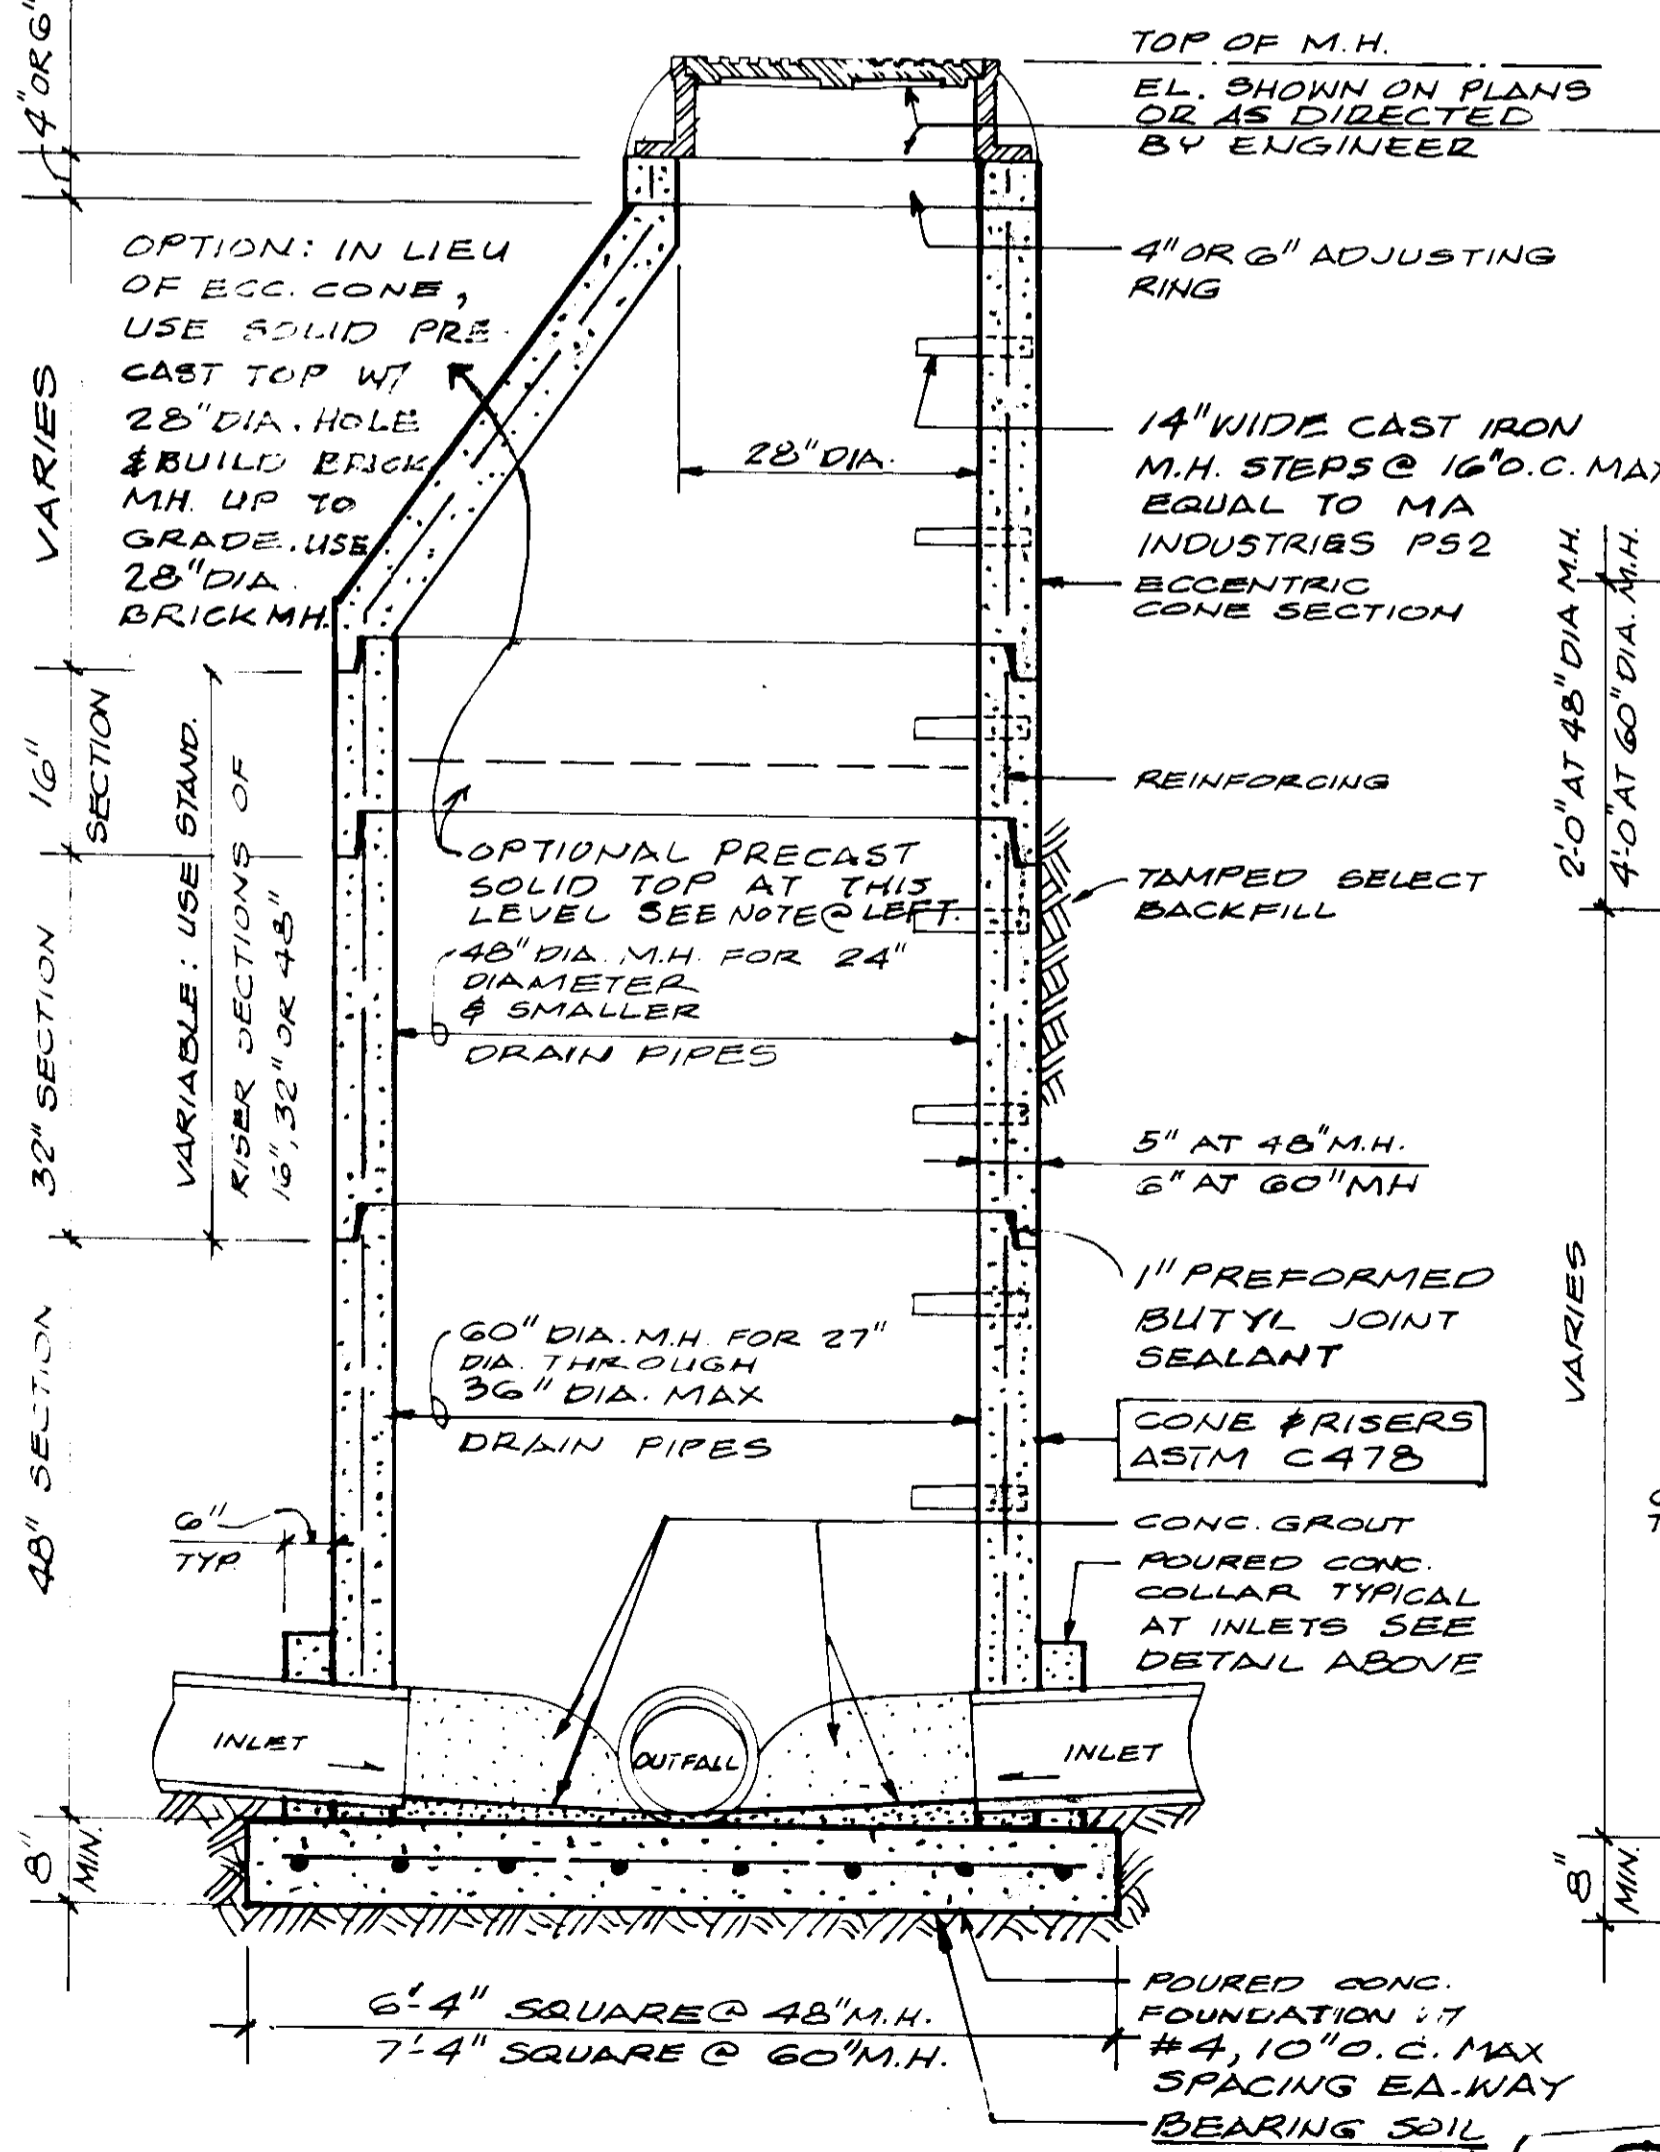 4" OR 6"
TOP OF M.H.
EL. SHOWN ON PLANS
OR AS DIRECTED
BY ENGINEER
OPTION: IN LIEU
OF ECC. CONE,
USE SOLID PRE-
CAST TOP W/
28" DIA. HOLE
& BUILD BRICK
M.H. UP TO
GRADE. USE
28" DIA.
BRICK MH.
4" OR 6" ADJUSTING
RING
28" DIA.
14" WIDE CAST IRON
M.H. STEPS @ 16" O.C. MAX
EQUAL TO MA
INDUSTRIES PS2
ECCENTRIC
CONE SECTION
VARIES
16"
SECTION
32" SECTION
48" SECTION
VARIABLE: USE STAND.
RISER SECTIONS OF
16", 32" OR 48"
2'-0" AT 48" DIA M.H.
4'-0" AT 60" DIA. M.H.
REINFORCING
OPTIONAL PRECAST
SOLID TOP AT THIS
LEVEL SEE NOTE @ LEFT.
TAMPED SELECT
BACKFILL
48" DIA. M.H. FOR 24"
DIAMETER
& SMALLER
DRAIN PIPES
5" AT 48" M.H.
6" AT 60" MH
1" PREFORMED
BUTYL JOINT
SEALANT
VARIES
60" DIA. M.H. FOR 27"
DIA. THROUGH
36" DIA. MAX
DRAIN PIPES
CONE & RISERS
ASTM C478
6"
TYP.
CONC. GROUT
POURED CONC.
COLLAR TYPICAL
AT INLETS SEE
DETAIL ABOVE
INLET
OUTFALL
INLET
8"
MIN.
8"
MIN.
6'-4" SQUARE @ 48" M.H.
7'-4" SQUARE @ 60" M.H.
POURED CONC.
FOUNDATION W/
#4, 10" O.C. MAX
SPACING EA. WAY
BEARING SOIL